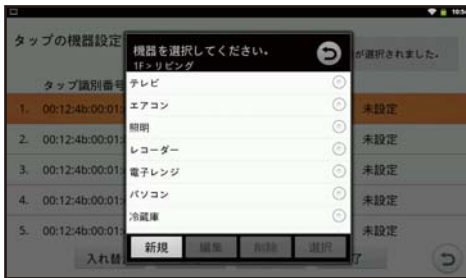 10:54
タップの機器設定
機器を選択してください。
1F > リビング
が選択されました。
タップ識別番号
テレビ
エアコン
照明
レコーダー
電子レンジ
パソコン
冷蔵庫
1. 00:12:4b:00:01: 未設定
2. 00:12:4b:00:01: 未設定
3. 00:12:4b:00:01: 未設定
4. 00:12:4b:00:01: 未設定
5. 00:12:4b:00:01: 未設定
新規 編集 削除 選択
入れ替 了